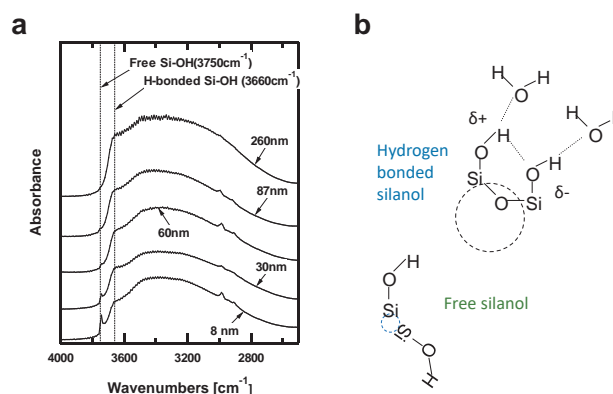 a
Free Si-OH(3750cm-1
)
H-bonded Si-OH (3660cm-1
)
260nm
87nm
60nm
30nm
8 nm
Absorbance
4000 3600 3200 2800
Wavenumbers [cm-1]
b
H H
O
δ+
H
O
H
O
H
O
Si
O
Si
δ-
Hydrogen
bonded
silanol
H
O
Si
Si
O
H
Free silanol